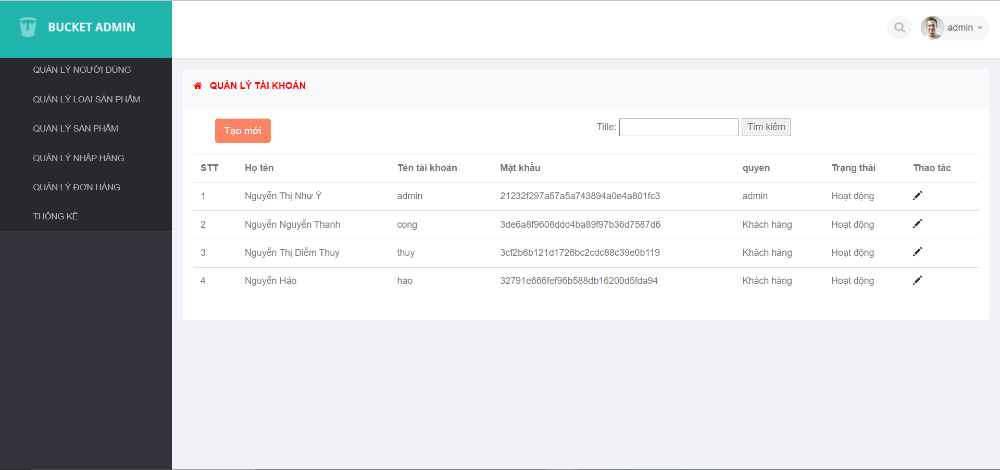 BUCKET ADMIN
admin
QUẢN LÝ NGƯỜI DÙNG
QUẢN LÝ LOẠI SẢN PHẨM
QUẢN LÝ SẢN PHẨM
QUẢN LÝ NHẬP HÀNG
QUẢN LÝ ĐƠN HÀNG
THỐNG KÊ
QUẢN LÝ TÀI KHOẢN
Tạo mới
Title: Tìm kiếm
STT Họ tên Tên tài khoản Mật khẩu quyen Trạng thái Thao tác
1 Nguyễn Thị Như Ý admin 21232f297a57a5a743894a0e4a801fc3 admin Hoạt động
2 Nguyễn Nguyễn Thanh cong 3de6a8f9608ddd4ba89f97b36d7587d6 Khách hàng Hoạt động
3 Nguyễn Thị Diễm Thuy thuy 3cf2b6b121d1726bc2cdc88c39e0b119 Khách hàng Hoạt động
4 Nguyễn Hảo hao 32791e666fef96b588db16200d5fda94 Khách hàng Hoạt động